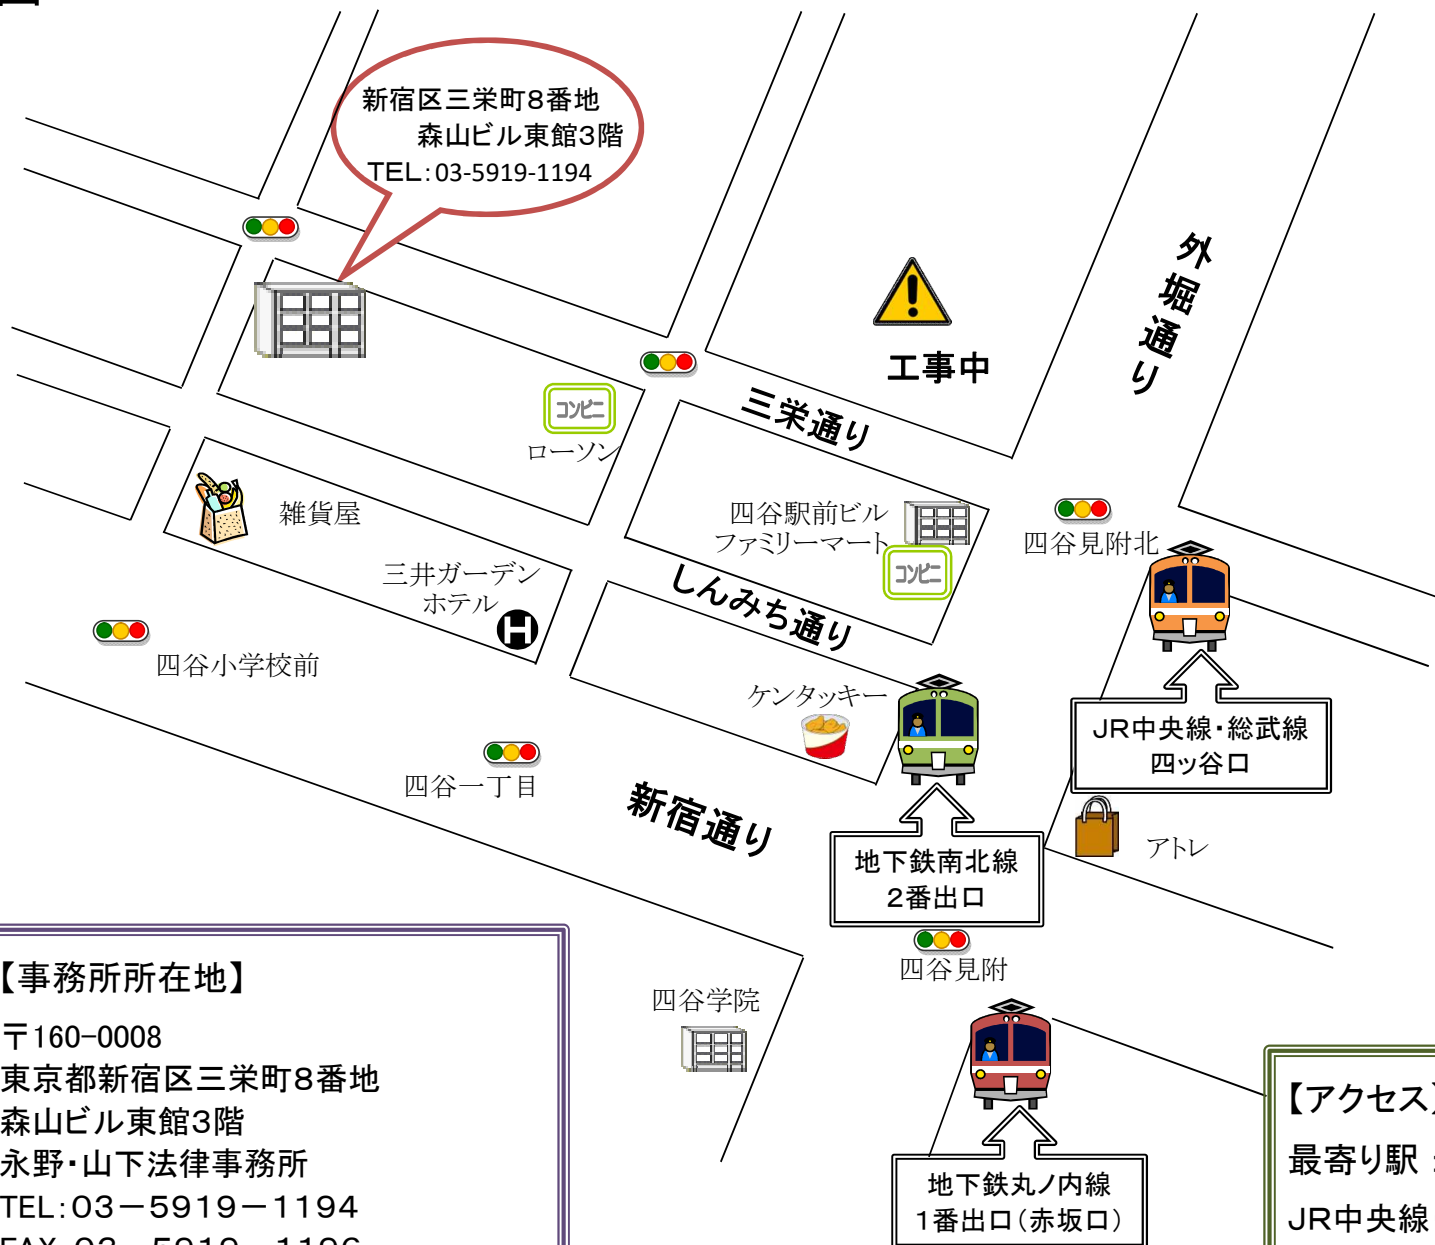 新宿区三栄町8番地
森山ビル東館3階
TEL:03-5919-1194
外堀通り
工事中
三栄通り
コンビニ
ローソン
雑貨屋
四谷駅前ビル
ファミリーマート
コンビニ
四谷見附北
三井ガーデン
ホテル
H
しんみち通り
四谷小学校前
ケンタッキー
JR中央線・総武線
四ッ谷口
四谷一丁目
新宿通り
アトレ
地下鉄南北線
2番出口
四谷見附
四谷学院
地下鉄丸ノ内線
1番出口(赤坂口)
【事務所所在地】
〒160-0008
東京都新宿区三栄町8番地
森山ビル東館3階
永野・山下法律事務所
TEL:03-5919-1194
FAX:03-5919-1196
【アクセス】
最寄り駅:
JR中央線